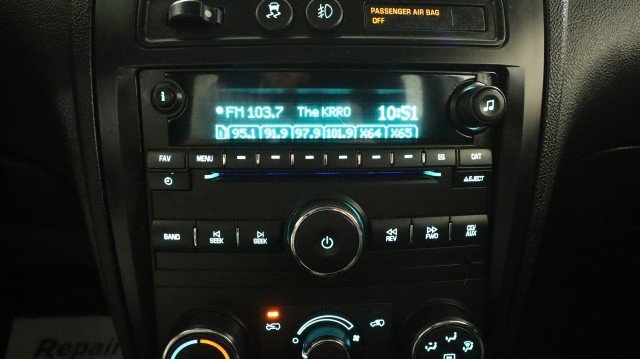 PASSENGER AIR BAG
OFF
FM 103.7 The KRRO 10:51
1 95.1 91.9 97.9 101.9 X64 X65
FAV MENU EQ CAT
EJECT
BAND SEEK SEEK REV FWD CD/AUX
Repair